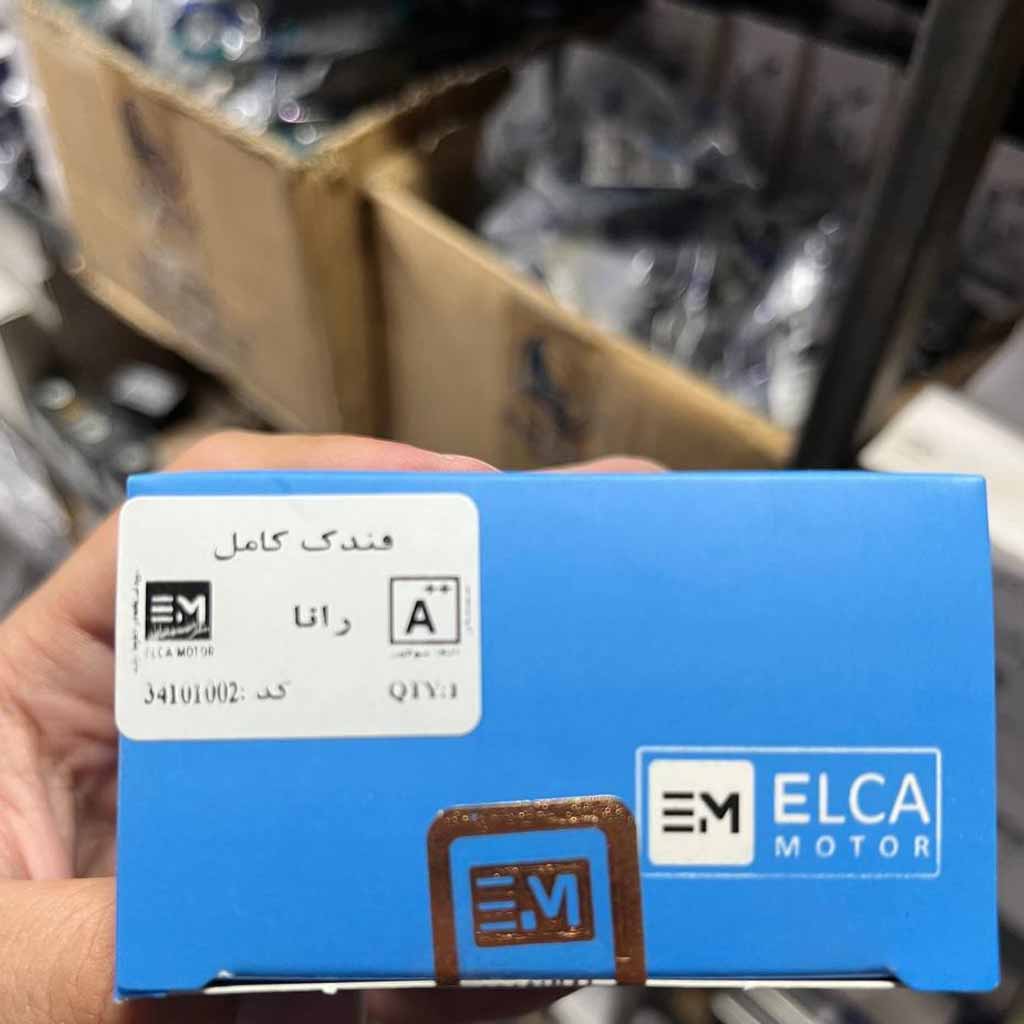 فندک کامل
رانا
A
EM
ELCA MOTOR
کد :34101002
QTY:1
EM
ELCA
MOTOR
EM